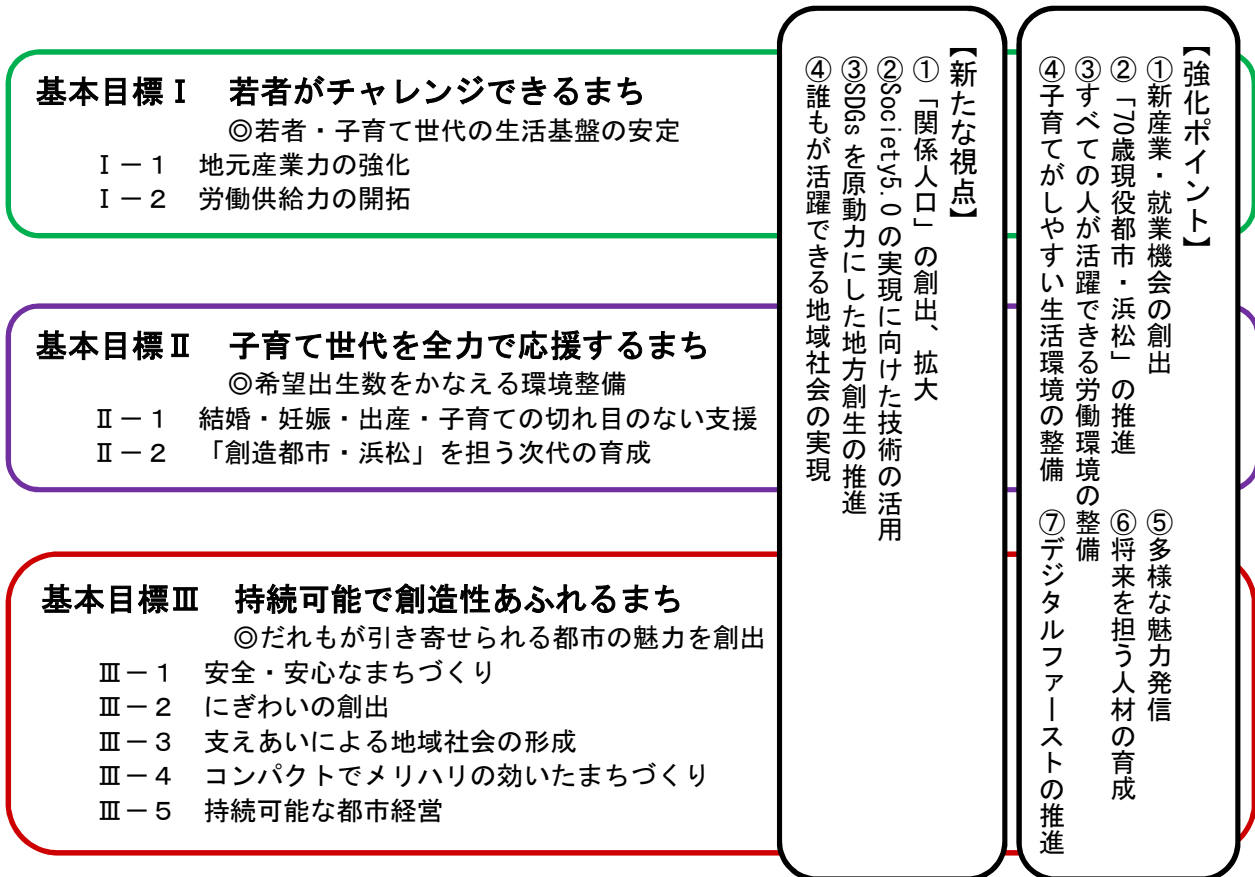 基本目標Ⅰ　若者がチャレンジできるまち
◎若者・子育て世代の生活基盤の安定
Ⅰ－１　地元産業力の強化
Ⅰ－２　労働供給力の開拓
基本目標Ⅱ　子育て世代を全力で応援するまち
◎希望出生数をかなえる環境整備
Ⅱ－１　結婚・妊娠・出産・子育ての切れ目のない支援
Ⅱ－２　「創造都市・浜松」を担う次代の育成
基本目標Ⅲ　持続可能で創造性あふれるまち
◎だれもが引き寄せられる都市の魅力を創出
Ⅲ－１　安全・安心なまちづくり
Ⅲ－２　にぎわいの創出
Ⅲ－３　支えあいによる地域社会の形成
Ⅲ－４　コンパクトでメリハリの効いたまちづくり
Ⅲ－５　持続可能な都市経営
【新たな視点】
①「関係人口」の創出、拡大
②Society5.0の実現に向けた技術の活用
③SDGsを原動力にした地方創生の推進
④誰もが活躍できる地域社会の実現
【強化ポイント】
①新産業・就業機会の創出
②「70歳現役都市・浜松」の推進
③すべての人が活躍できる労働環境の整備
④子育てがしやすい生活環境の整備
⑤多様な魅力発信
⑥将来を担う人材の育成
⑦デジタルファーストの推進